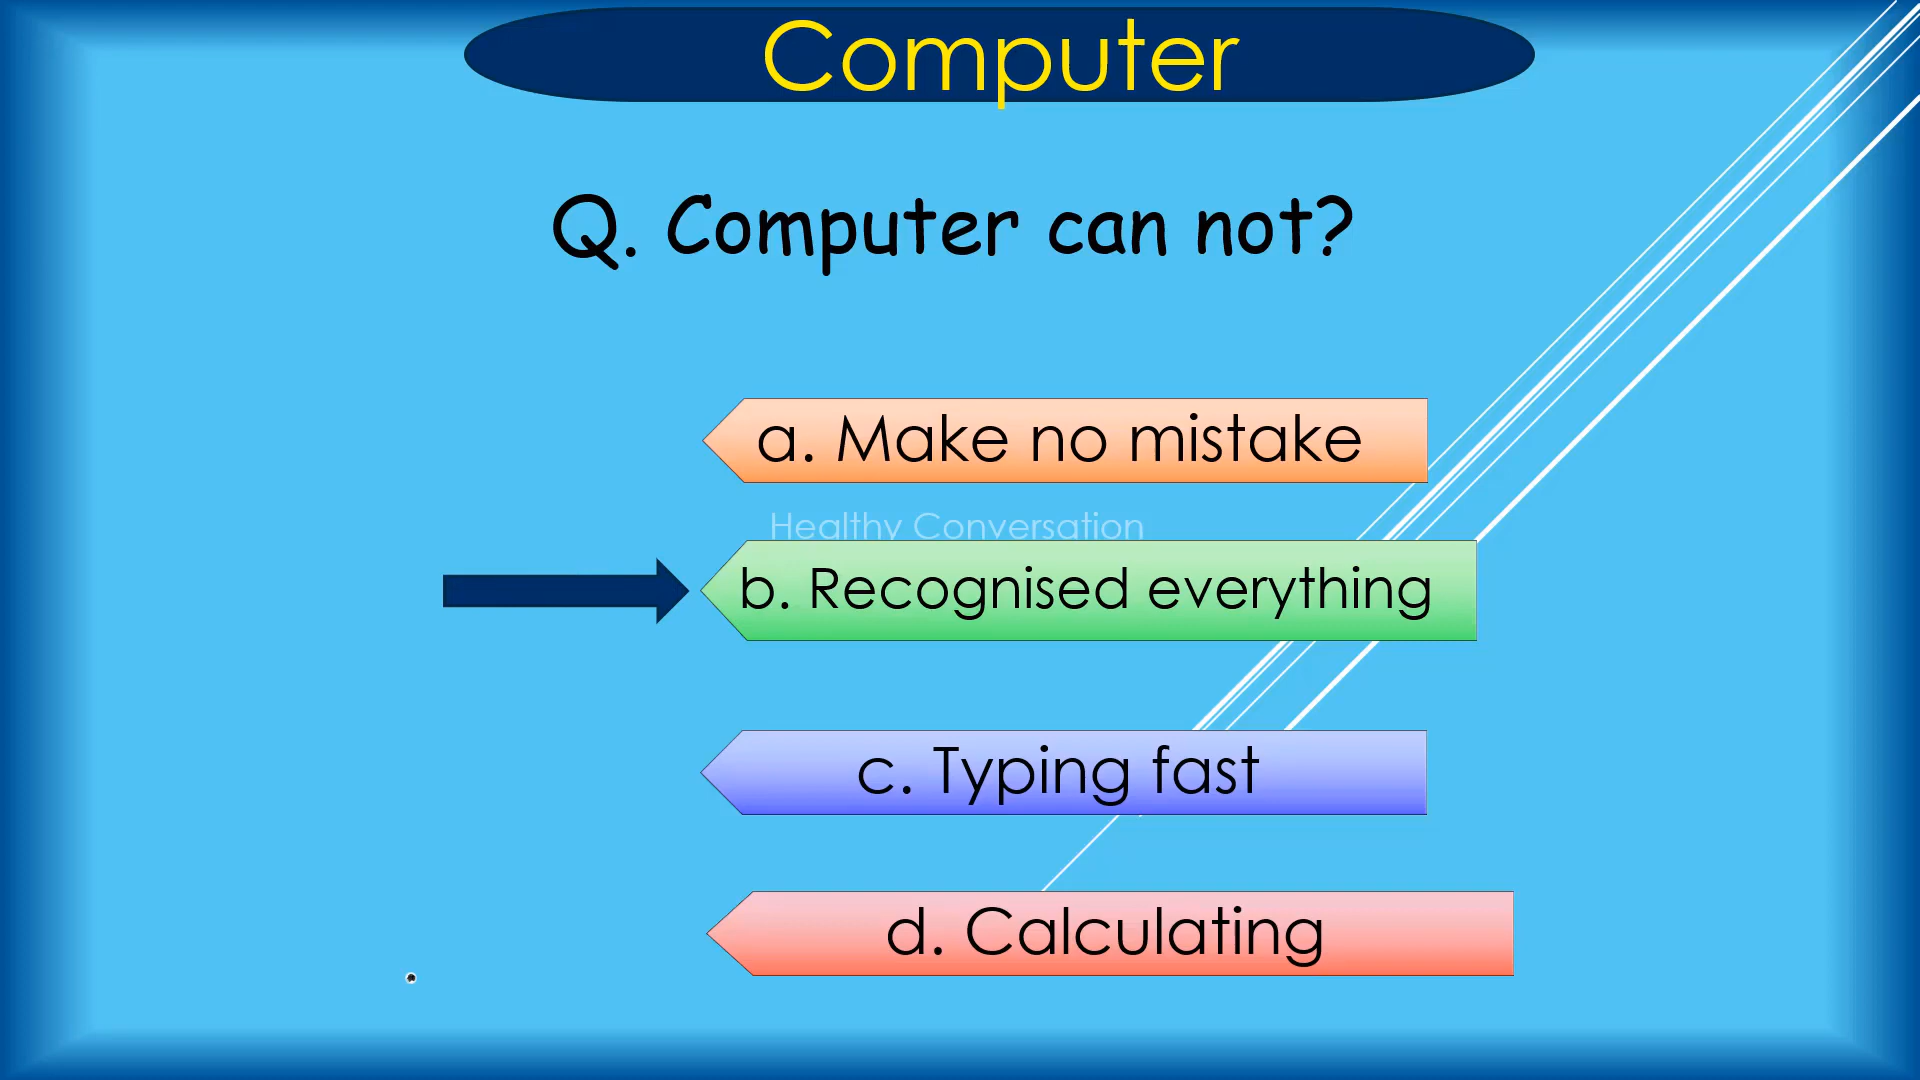 Computer
Q. Computer can not?
a. Make no mistake
Healthy Conversation
b. Recognised everything
c. Typing fast
d. Calculating